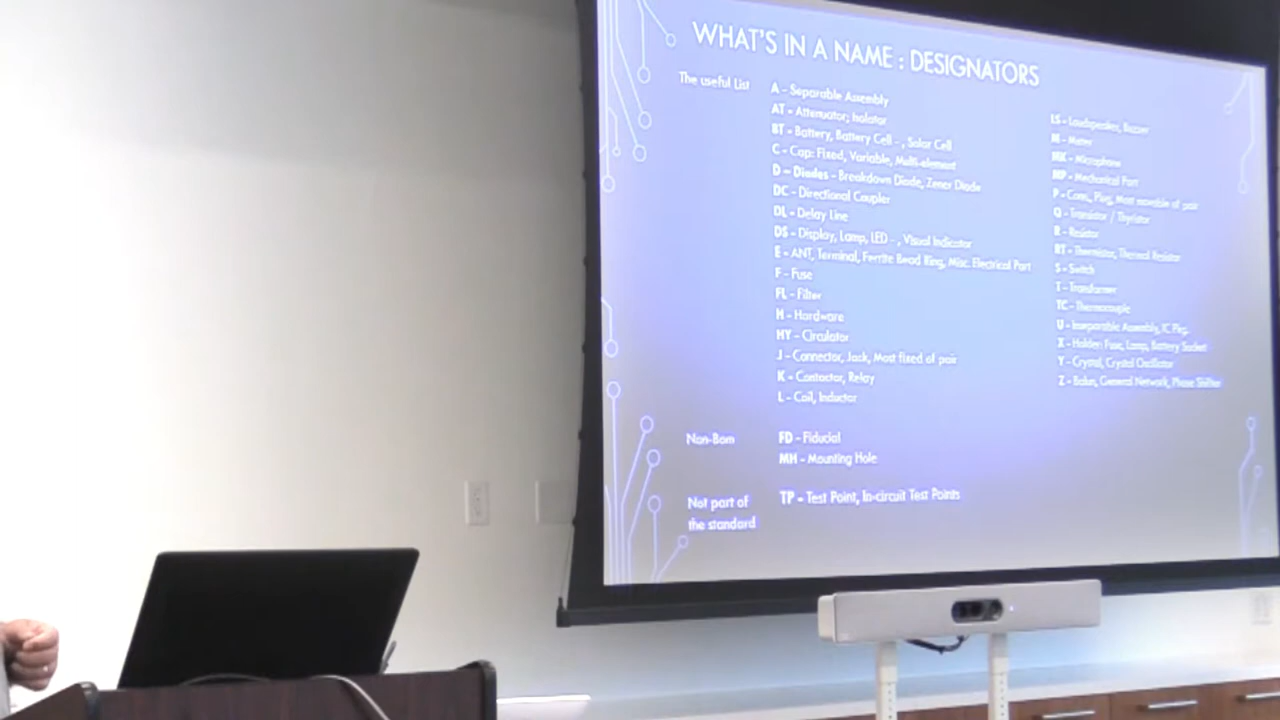 WHAT'S IN A NAME : DESIGNATORS
The useful List
A - Separable Assembly
AT - Attenuator; Isolator
BT - Battery, Battery Cell - , Solar Cell
C - Cap: Fixed, Variable, Multi-element
D - Diodes - Breakdown Diode, Zener Diode
DC - Directional Coupler
DL - Delay Line
DS - Display, Lamp, LED - , Visual Indicator
E - ANT, Terminal, Ferrite Bead Ring, Misc. Electrical Part
F - Fuse
FL - Filter
H - Hardware
HY - Circulator
J - Connector, Jack, Most fixed of pair
K - Contactor, Relay
L - Coil, Inductor
LS - Loudspeaker, Buzzer
M - Meter
MK - Microphone
MP - Mechanical Part
P - Conn, Plug, Most movable of pair
Q - Transistor / Thyristor
R - Resistor
RT - Thermistor, Thermal Resistor
S - Switch
T - Transformer
TC - Thermocouple
U - Inseparable Assembly, IC Pkg.
X - Holder: Fuse, Lamp, Battery Socket
Y - Crystal, Crystal Oscillator
Z - Balun, General Network, Phase Shifter
Non-Bom
FD - Fiducial
MH - Mounting Hole
Not part of
the standard
TP - Test Point, In-circuit Test Points